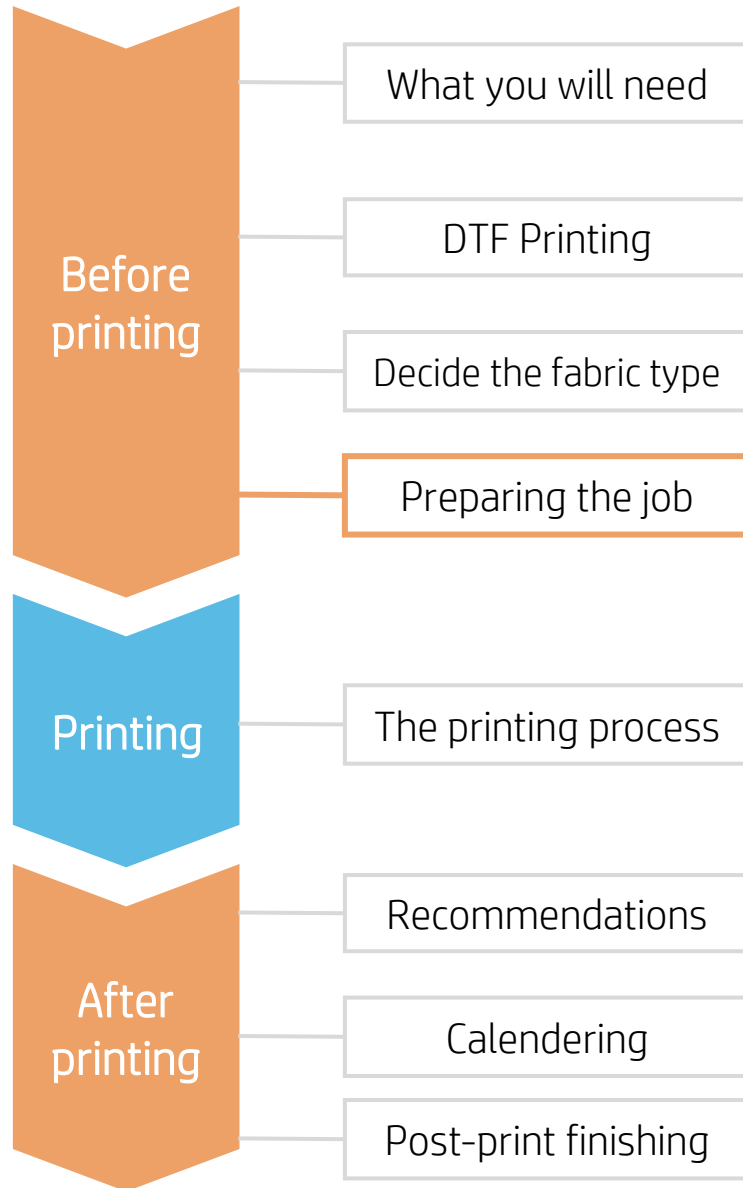 What you will need
DTF Printing
Before
printing
Decide the fabric type
Preparing the job
Printing
The printing process
Recommendations
After
printing
Calendering
Post-print finishing